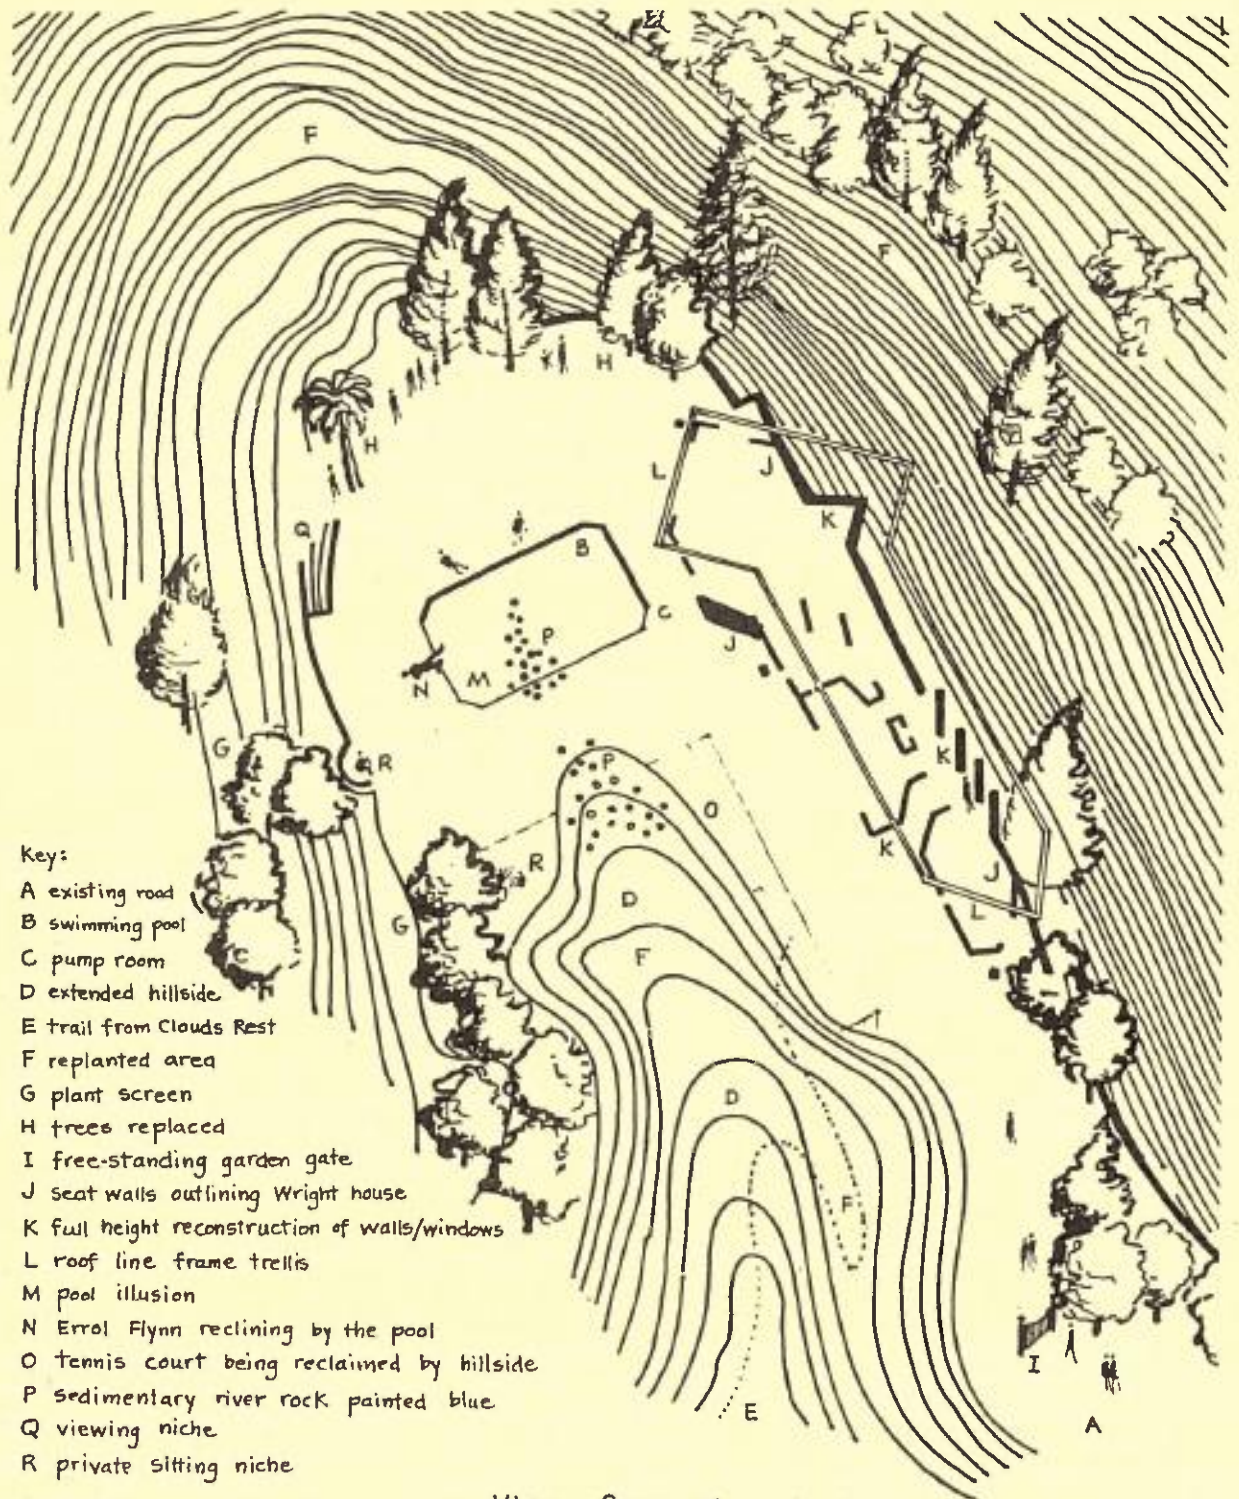 F
F
H
H
J
L
K
Q
B
C
P
J
N
M
G
R
K
P
O
R
K
J
D
L
G
F
D
F
I
E
A
Key:
A existing road
B swimming pool
C pump room
D extended hillside
E trail from Clouds Rest
F replanted area
G plant screen
H trees replaced
I free-standing garden gate
J seat walls outlining Wright house
K full height reconstruction of walls/windows
L roof line frame trellis
M pool illusion
N Errol Flynn reclining by the pool
O tennis court being reclaimed by hillside
P sedimentary river rock painted blue
Q viewing niche
R private sitting niche